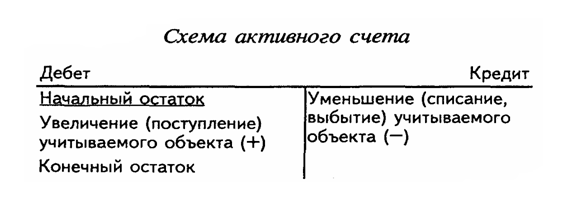 Схема активного счета
Дебет
Кредит
Начальный остаток
Увеличение (поступление)
учитываемого объекта (+)
Конечный остаток
Уменьшение (списание,
выбытие) учитываемого
объекта (—)